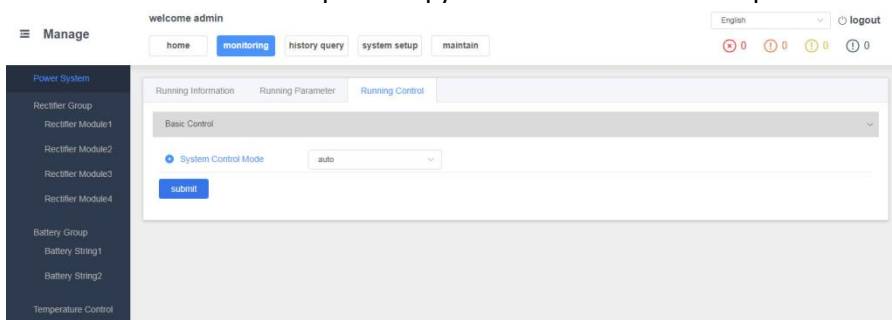 welcome admin
English
logout
Manage
home monitoring history query system setup maintain
0 0 0 0
Power System
Running Information Running Parameter Running Control
Rectifier Group
Basic Control
Rectifier Module1
Rectifier Module2
System Control Mode auto
Rectifier Module3
submit
Rectifier Module4
Battery Group
Battery String1
Battery String2
Temperature Control